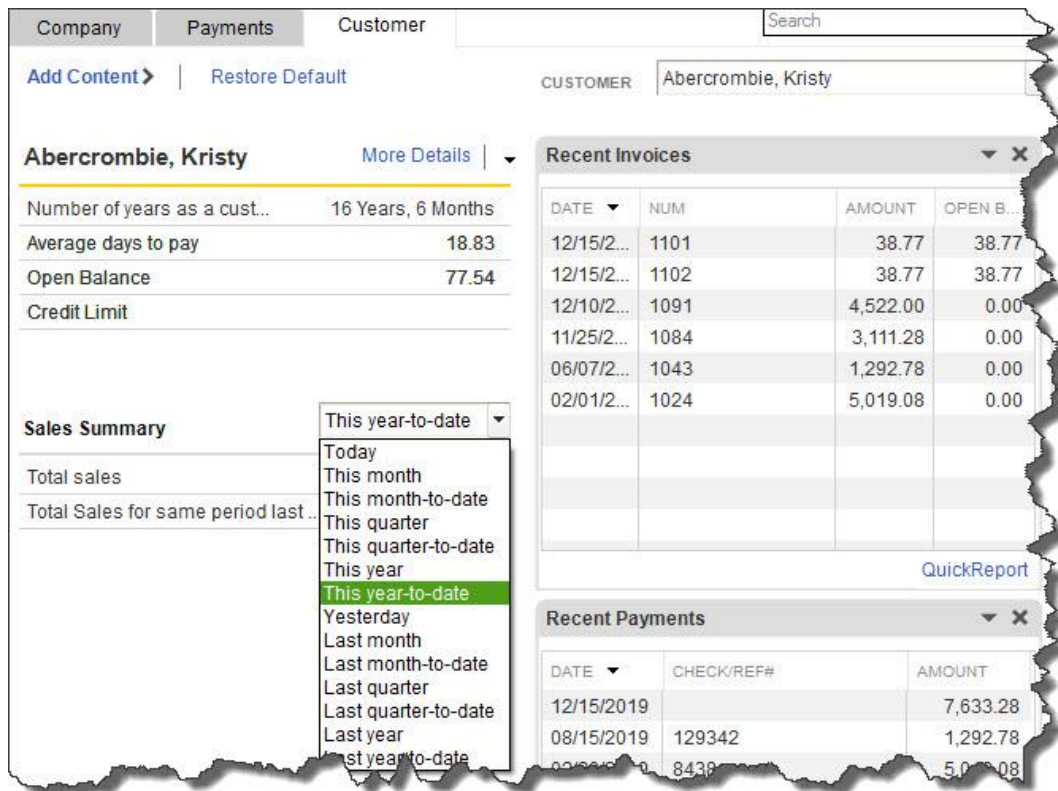 Company Payments Customer Search
Add Content Restore Default CUSTOMER Abercrombie, Kristy
Abercrombie, Kristy More Details
Number of years as a cust... 16 Years, 6 Months
Average days to pay 18.83
Open Balance 77.54
Credit Limit
Sales Summary This year-to-date
Total sales
Total Sales for same period last ...
Today
This month
This month-to-date
This quarter
This quarter-to-date
This year
This year-to-date
Yesterday
Last month
Last month-to-date
Last quarter
Last quarter-to-date
Last year
Last year-to-date
Recent Invoices
DATE NUM AMOUNT OPEN B...
12/15/2... 1101 38.77 38.77
12/15/2... 1102 38.77 38.77
12/10/2... 1091 4,522.00 0.00
11/25/2... 1084 3,111.28 0.00
06/07/2... 1043 1,292.78 0.00
02/01/2... 1024 5,019.08 0.00
QuickReport
Recent Payments
DATE CHECK/REF# AMOUNT
12/15/2019 7,633.28
08/15/2019 129342 1,292.78